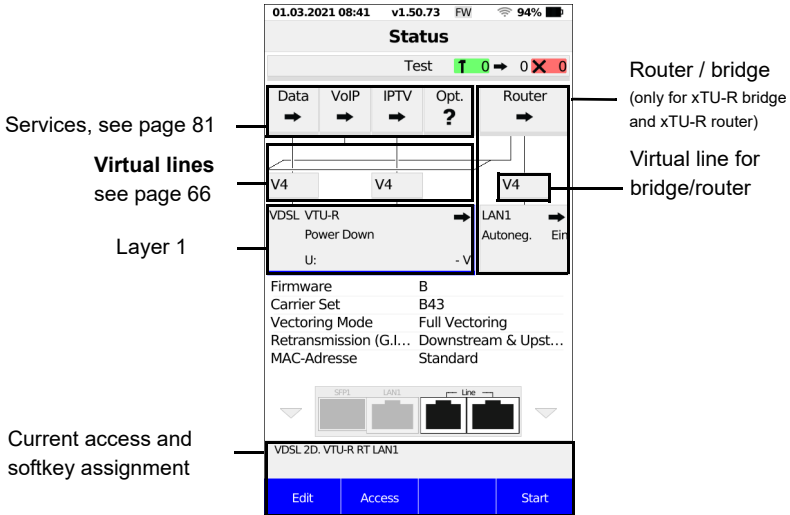 01.03.2021 08:41 v1.50.73 FW 94%
Status
Test 0 0 0
Data VoIP IPTV Opt. Router
?
Router / bridge
(only for xTU-R bridge
and xTU-R router)
Services, see page 81
Virtual lines
see page 66
V4 V4 V4
Virtual line for
bridge/router
Layer 1
VDSL VTU-R
Power Down
U: - V
LAN1
Autoneg. Ein
Firmware B
Carrier Set B43
Vectoring Mode Full Vectoring
Retransmission (G.I... Downstream & Upst...
MAC-Adresse Standard
SFP1 LAN1 Line
Current access and
softkey assignment
VDSL 2D. VTU-R RT LAN1
Edit Access Start